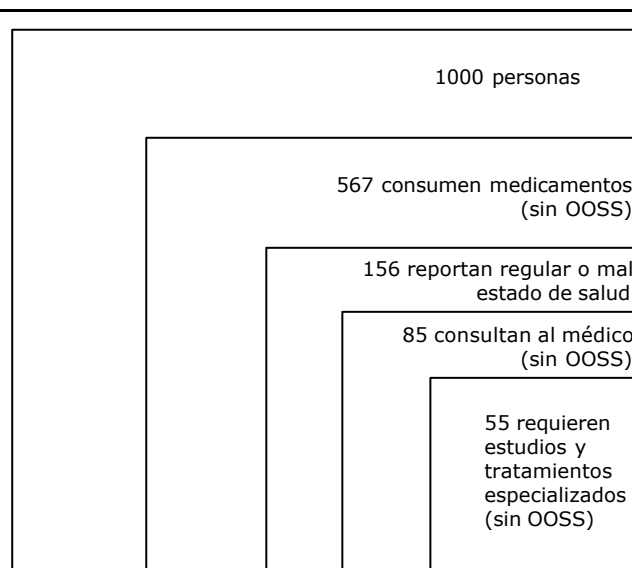 1000 personas
567 consumen medicamentos
(sin OOSS)
156 reportan regular o mal
estado de salud
85 consultan al médico
(sin OOSS)
55 requieren
estudios y
tratamientos
especializados
(sin OOSS)